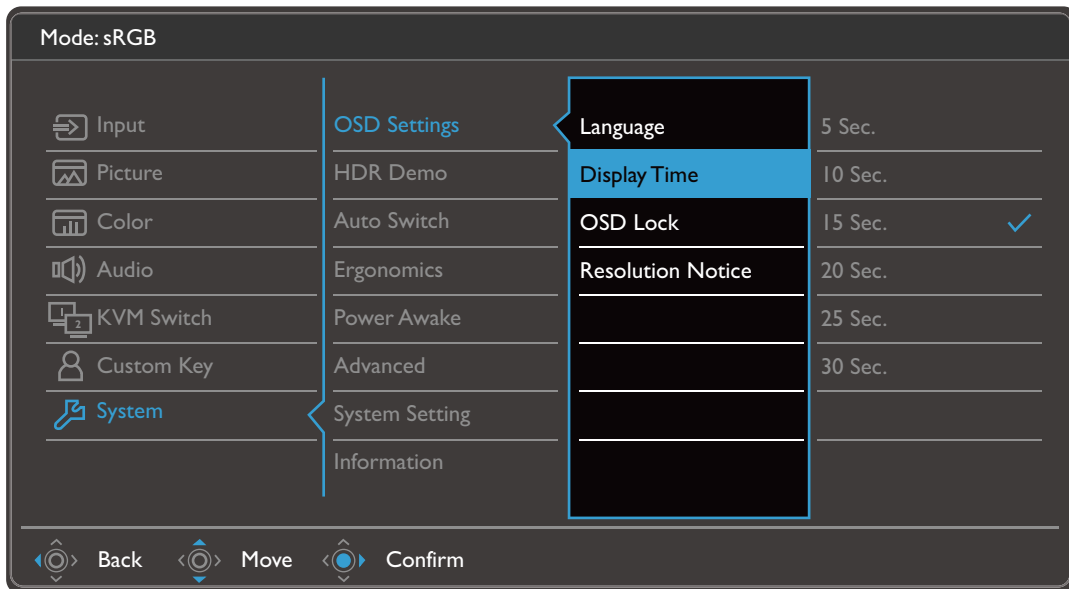 Mode: sRGB
Input
Picture
Color
Audio
1 2
KVM Switch
Custom Key
System
OSD Settings
HDR Demo
Auto Switch
Ergonomics
Power Awake
Advanced
System Setting
Information
Language
Display Time
OSD Lock
Resolution Notice
5 Sec.
10 Sec.
15 Sec.
20 Sec.
25 Sec.
30 Sec.
Back Move Confirm